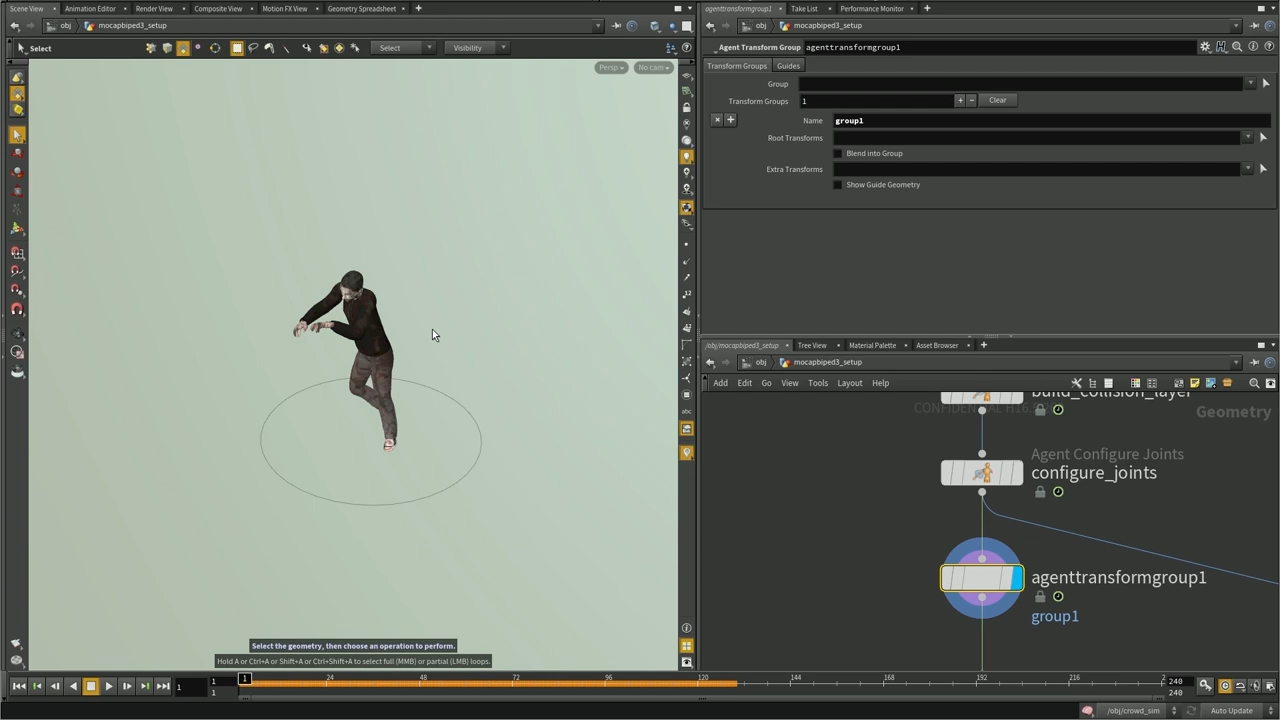 Scene View
Animation Editor
Render View
Composite View
Motion FX View
Geometry Spreadsheet
obj
mocapbiped3_setup
Select
Select
Visibility
Persp
No cam
12
abc
Select the geometry, then choose an operation to perform.
Hold A or Ctrl+A or Shift+A or Ctrl+Shift+A to select full (MMB) or partial (LMB) loops.
agenttransformgroup1
Take List
Performance Monitor
obj
mocapbiped3_setup
Agent Transform Group
agenttransformgroup1
Transform Groups
Guides
Group
Transform Groups
1
Clear
Name
group1
Root Transforms
Blend into Group
Extra Transforms
Show Guide Geometry
/obj/mocapbiped3_setup
Tree View
Material Palette
Asset Browser
obj
mocapbiped3_setup
Add
Edit
Go
View
Tools
Layout
Help
build_collision_layer
Geometry
Agent Configure Joints
configure_joints
agenttransformgroup1
group1
1
1
1
1
24
48
72
96
120
144
168
192
216
240
240
/obj/crowd_sim
Auto Update